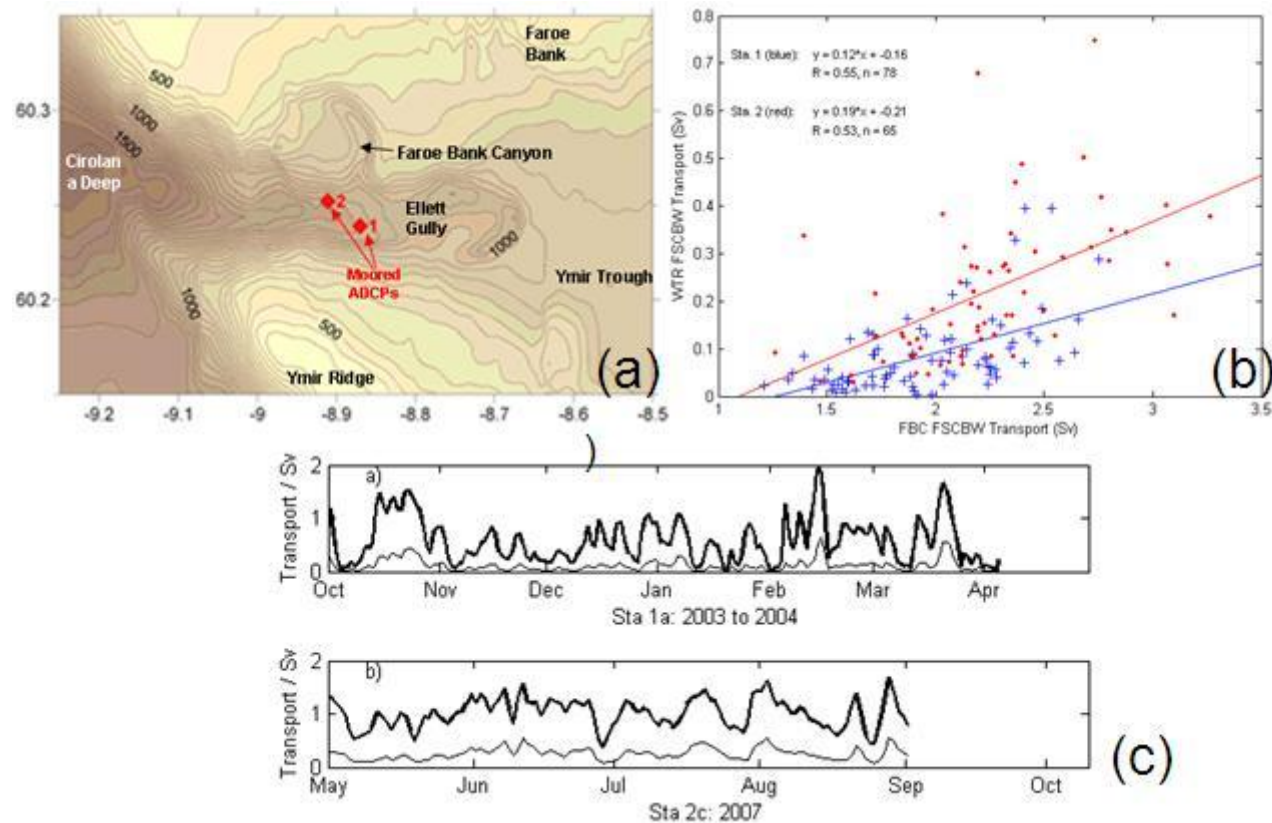 500
1000
1500
60.3
Cirolan
a Deep
Faroe
Bank
Faroe Bank Canyon
2
1
Ellett
Gully
Moored
ADCPs
1000
Ymir Trough
60.2
1000
500
Ymir Ridge
(a)
-9.2
-9.1
-9
-8.9
-8.8
-8.7
-8.6
-8.5
0.8
0.7
0.6
0.5
0.4
0.3
0.2
0.1
0
WTR FSCBW Transport (Sv)
Sta. 1 (blue): y = 0.12*x + -0.16
R = 0.55, n = 78
Sta. 2 (red): y = 0.19*x + -0.21
R = 0.53, n = 65
(b)
1
1.5
2
2.5
3
3.5
FBC FSCBW Transport (Sv)
)
Transport / Sv
2
1
0
a)
Oct
Nov
Dec
Jan
Feb
Mar
Apr
Sta 1a: 2003 to 2004
Transport / Sv
2
1
0
b)
May
Jun
Jul
Aug
Sep
Oct
Sta 2c: 2007
(c)